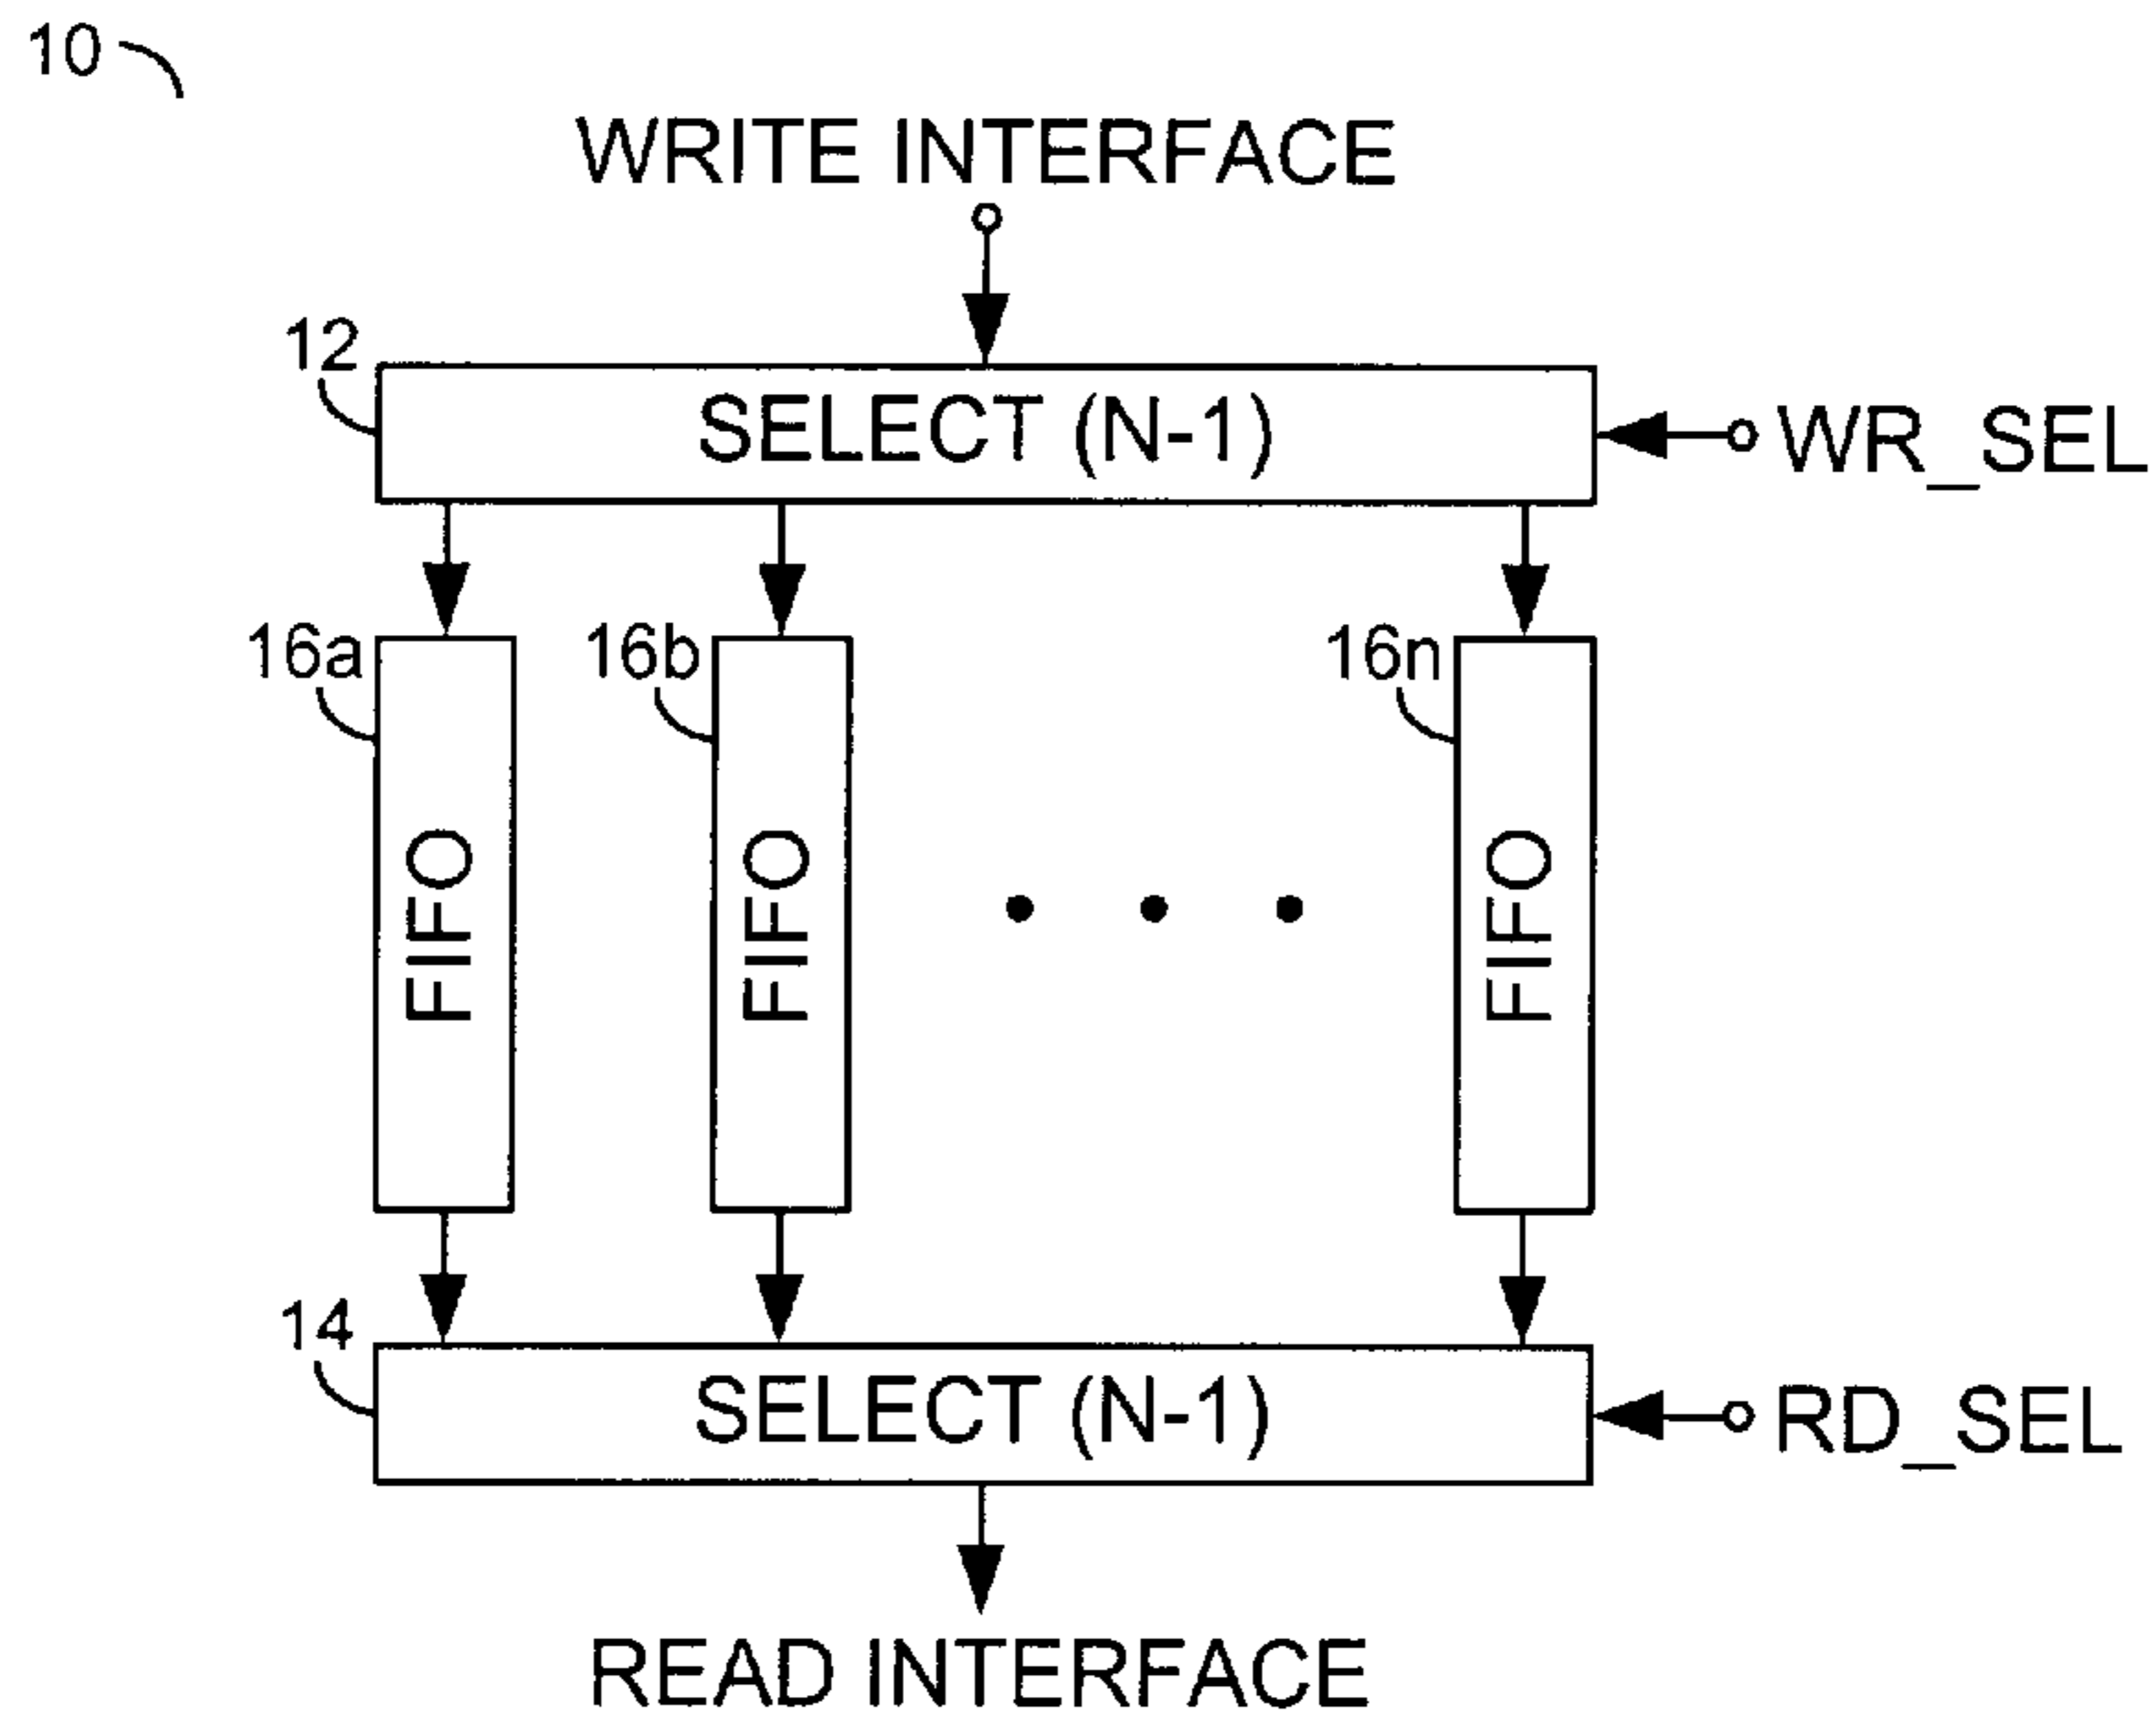 10
WRITE INTERFACE
12
SELECT (N-1)
WR_SEL
16a
16b
16n
FIFO
FIFO
FIFO
14
SELECT (N-1)
RD_SEL
READ INTERFACE